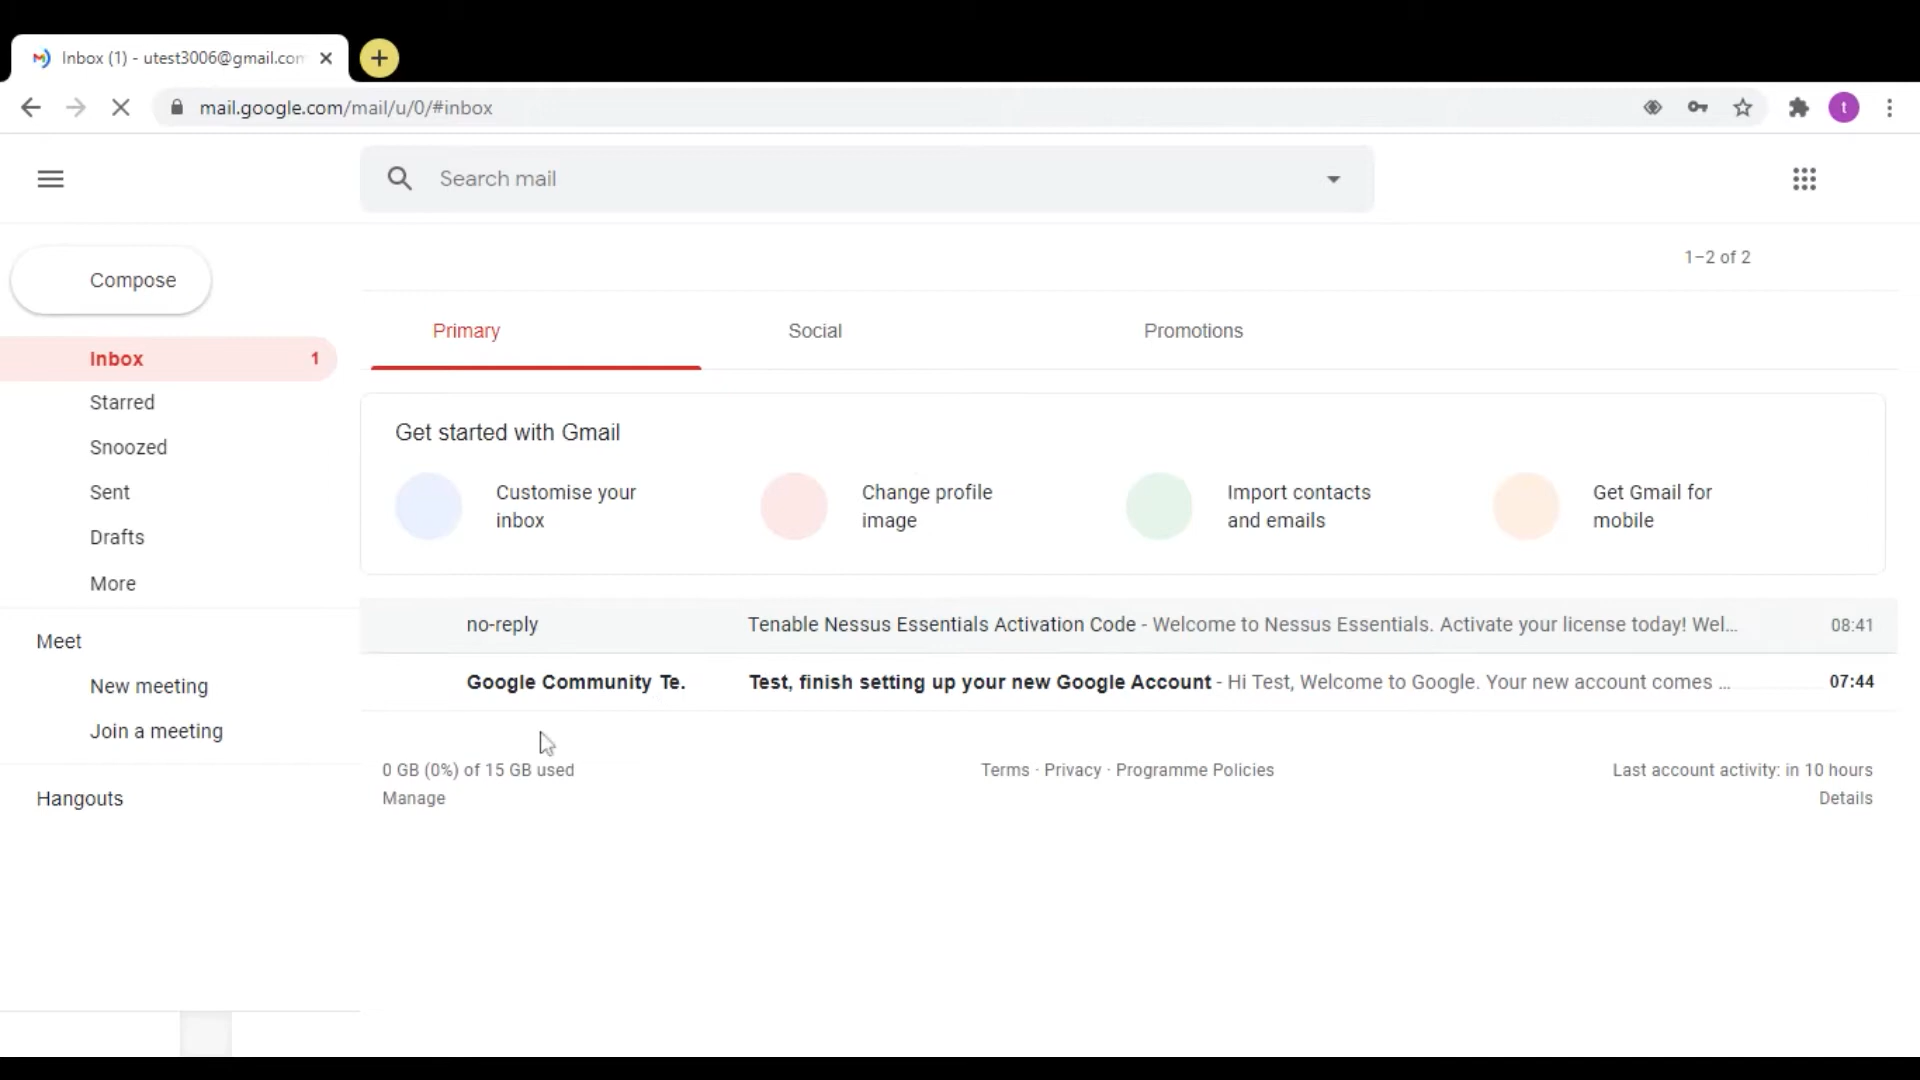 Inbox (1) - utest3006@gmail.com
mail.google.com/mail/u/0/#inbox
t
Search mail
1–2 of 2
Compose
Primary
Social
Promotions
Inbox 1
Starred
Snoozed
Sent
Drafts
More
Meet
New meeting
Join a meeting
Hangouts
Get started with Gmail
Customise your
inbox
Change profile
image
Import contacts
and emails
Get Gmail for
mobile
no-reply Tenable Nessus Essentials Activation Code - Welcome to Nessus Essentials. Activate your license today! Wel... 08:41
Google Community Te. Test, finish setting up your new Google Account - Hi Test, Welcome to Google. Your new account comes ... 07:44
0 GB (0%) of 15 GB used
Manage
Terms · Privacy · Programme Policies
Last account activity: in 10 hours
Details